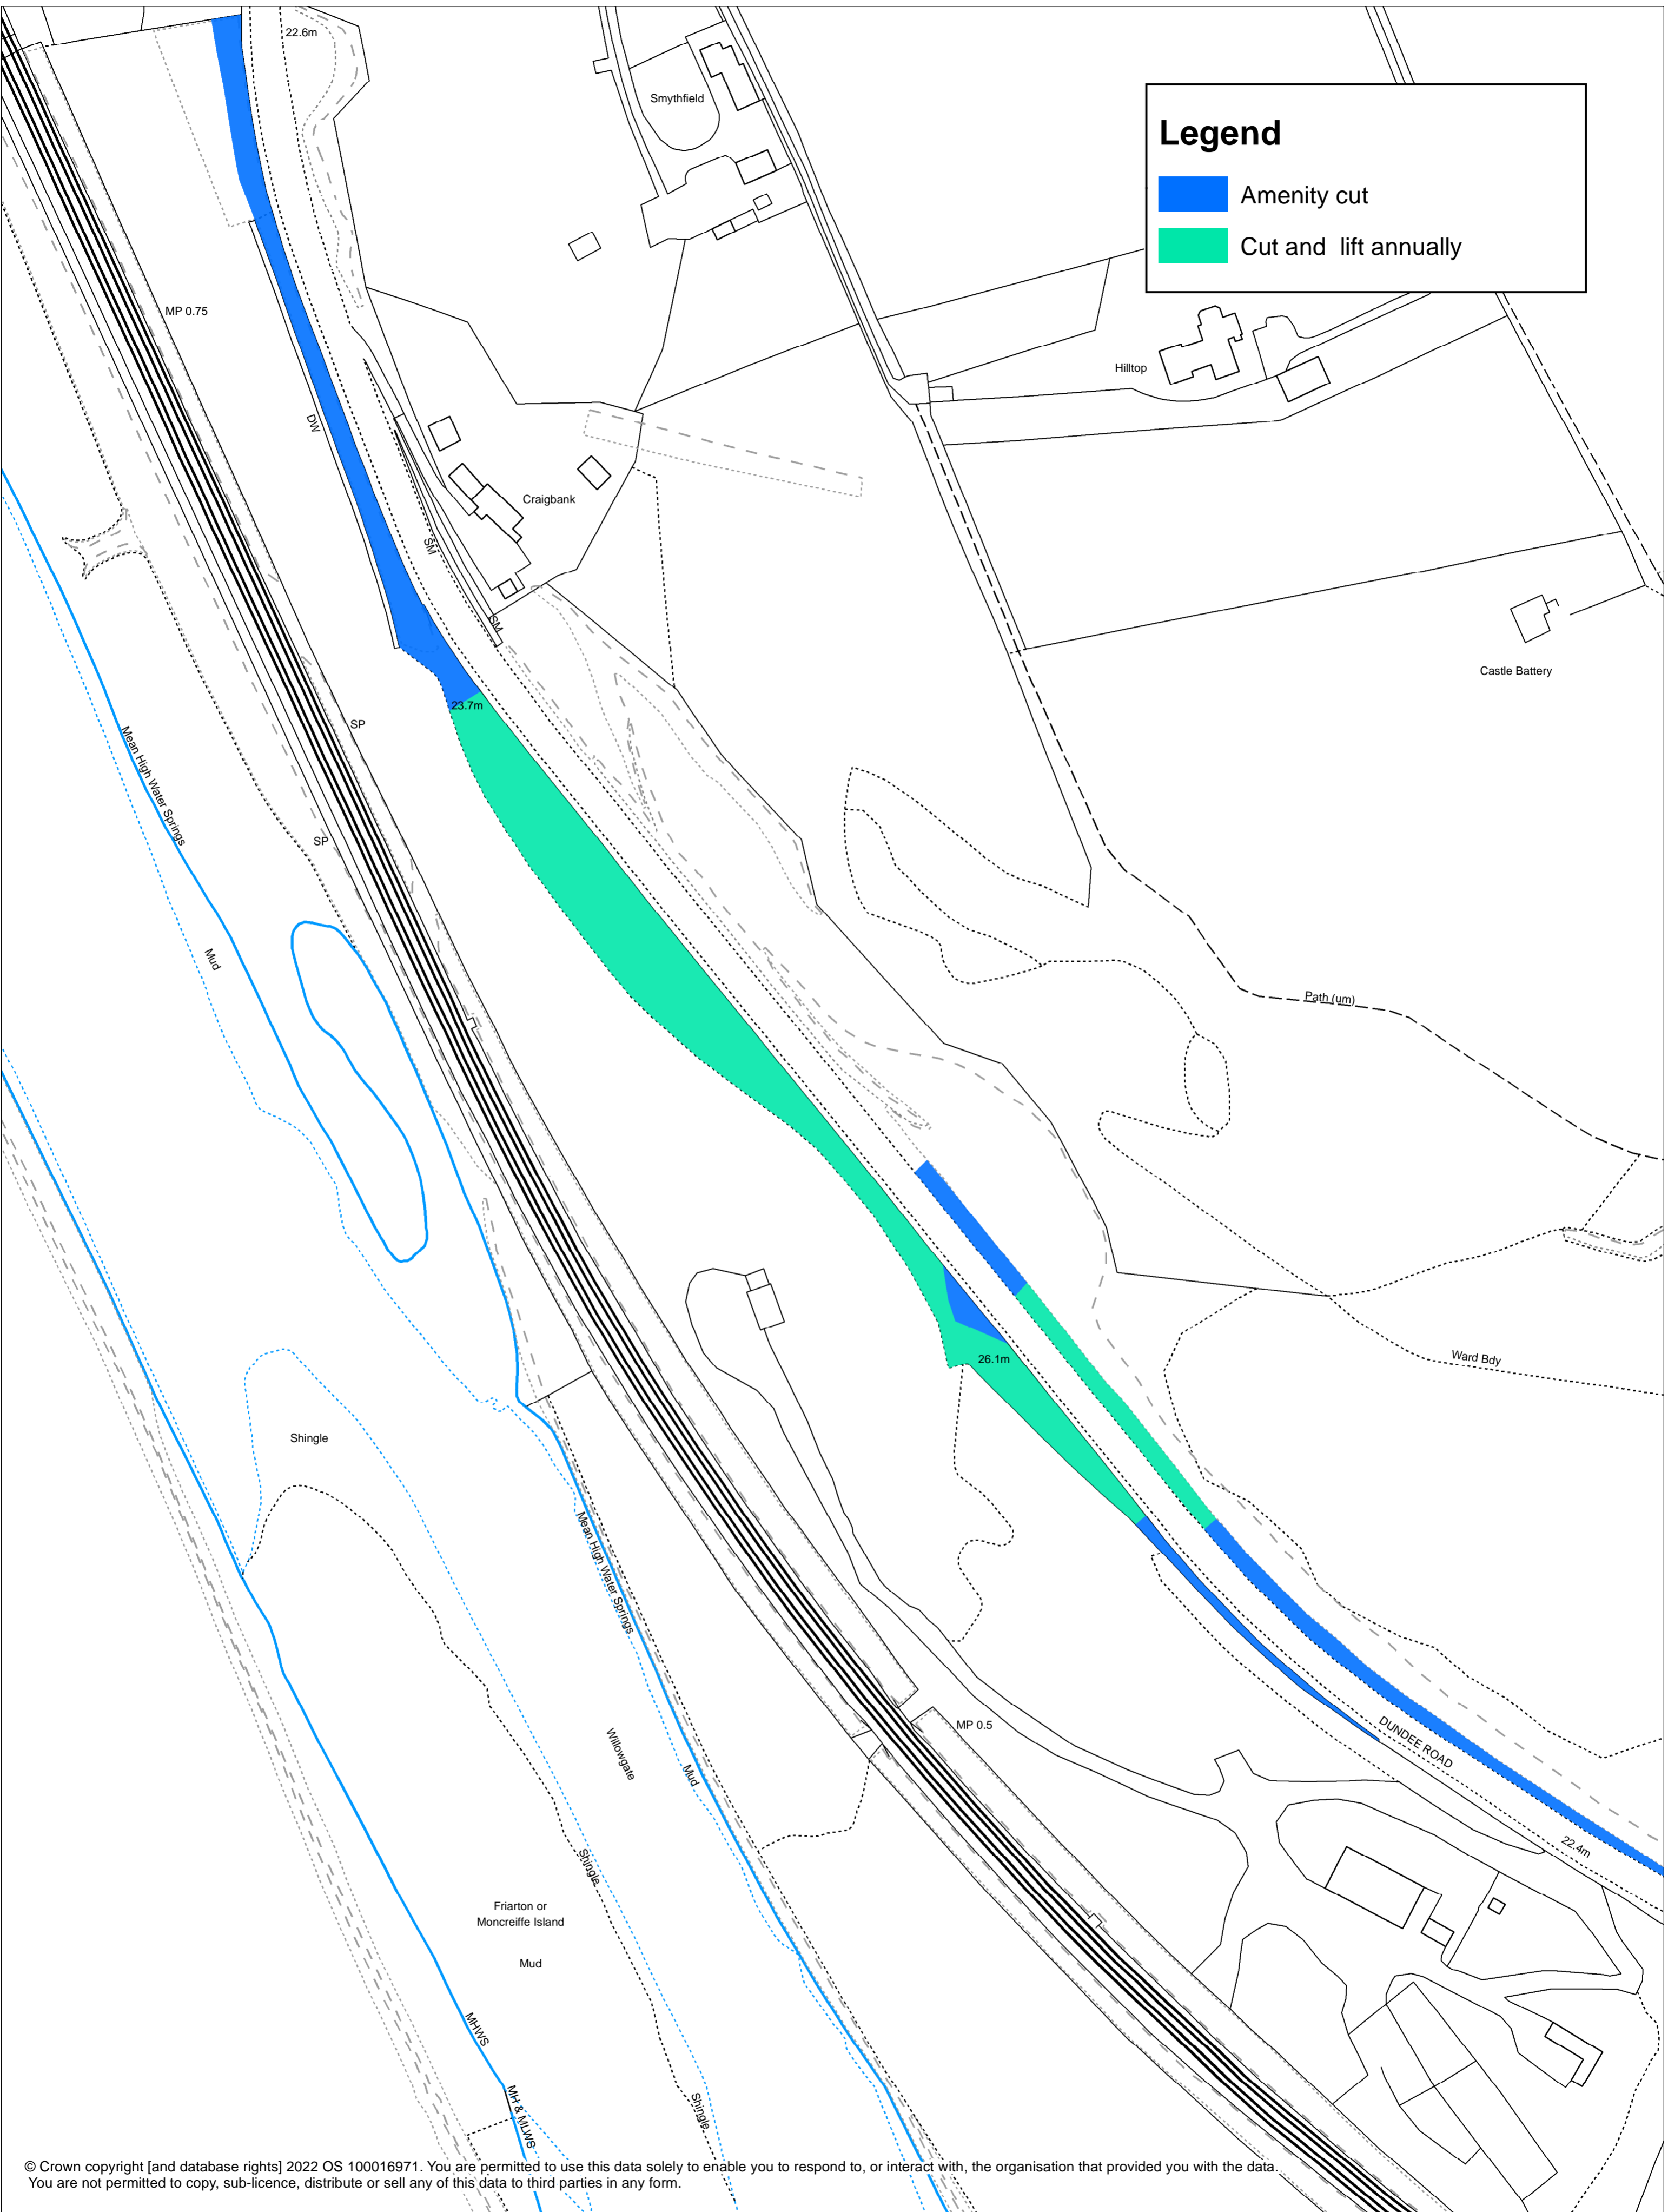 22.6m
Smythfield
Legend
Amenity cut
Cut and lift annually
MP 0.75
Hilltop
DW
Craigbank
SM
SM
Castle Battery
23.7m
SP
Mean High Water Springs
SP
Mud
Path (um)
26.1m
Ward Bdy
Shingle
Mean High Water Springs
MP 0.5
DUNDEE ROAD
Willowgate
Mud
22.4m
Shingle
Friarton or
Moncreiffe Island
Mud
MHWS
MH & MLWS
Shingle
© Crown copyright [and database rights] 2022 OS 100016971. You are permitted to use this data solely to enable you to respond to, or interact with, the organisation that provided you with the data.
You are not permitted to copy, sub-licence, distribute or sell any of this data to third parties in any form.